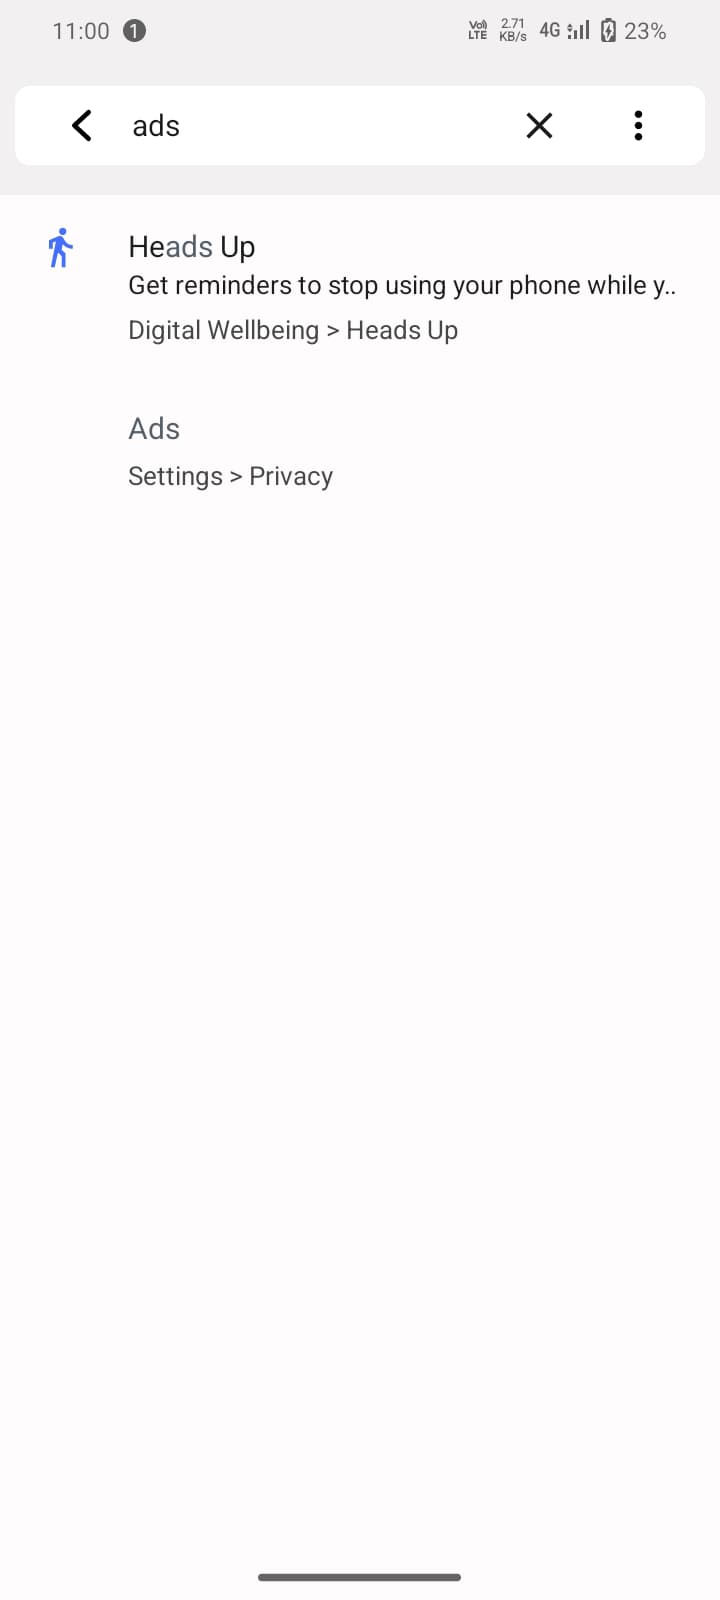 11:00 1 Vo) LTE 2.71 KB/s 4G 23%
ads
Heads Up
Get reminders to stop using your phone while y..
Digital Wellbeing > Heads Up
Ads
Settings > Privacy